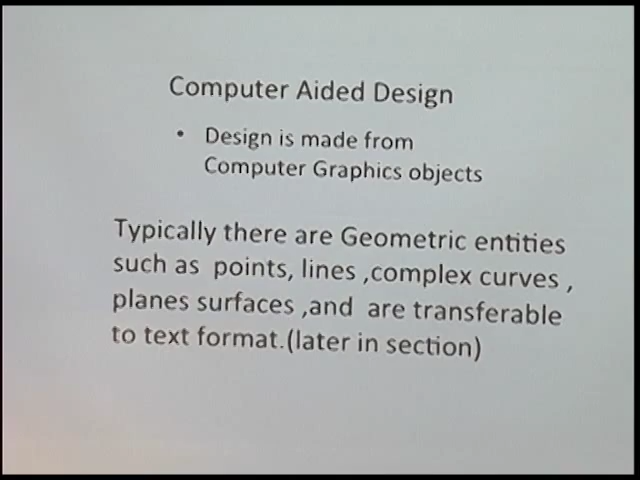 Computer Aided Design
• Design is made from
Computer Graphics objects
Typically there are Geometric entities
such as  points, lines ,complex curves ,
planes surfaces ,and  are transferable
to text format.(later in section)